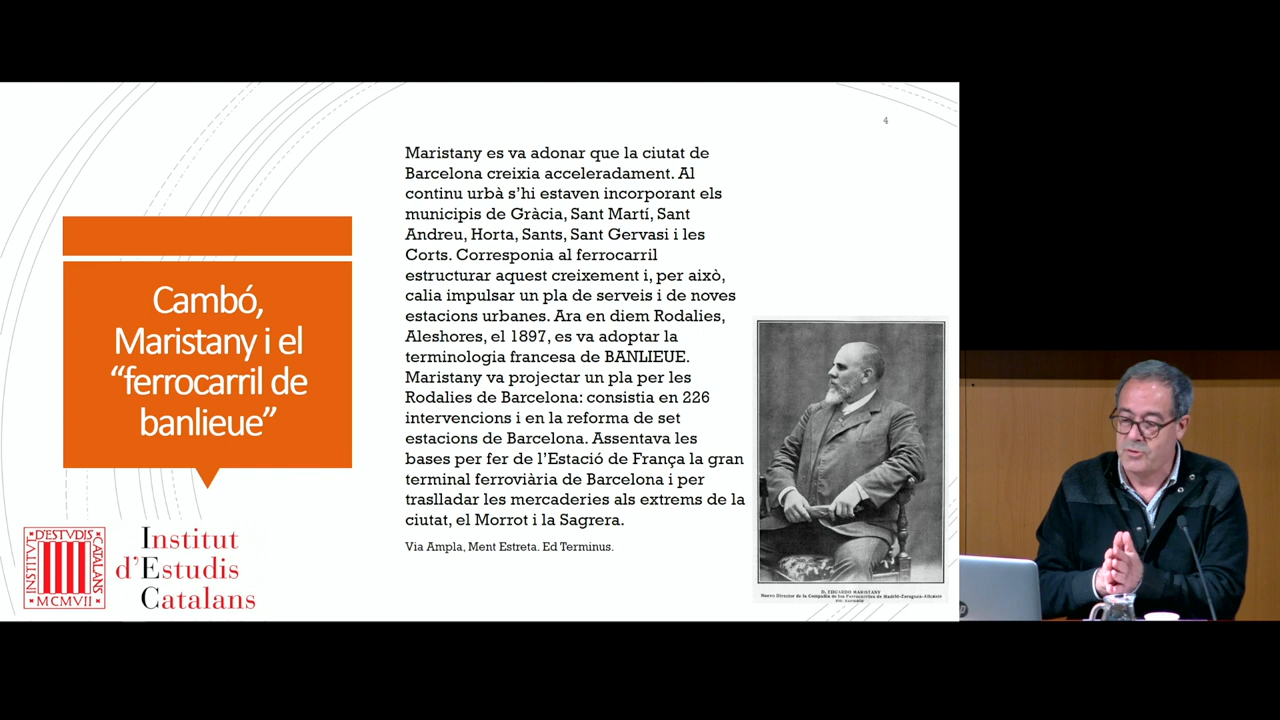 4
Maristany es va adonar que la ciutat de
Barcelona creixia acceleradament. Al
continu urbà s’hi estaven incorporant els
municipis de Gràcia, Sant Martí, Sant
Andreu, Horta, Sants, Sant Gervasi i les
Corts. Corresponia al ferrocarril
estructurar aquest creixement i, per això,
calia impulsar un pla de serveis i de noves
estacions urbanes. Ara en diem Rodalies,
Aleshores, el 1897, es va adoptar la
terminologia francesa de BANLIEUE.
Maristany va projectar un pla per les
Rodalies de Barcelona: consistia en 226
intervencions i en la reforma de set
estacions de Barcelona. Assentava les
bases per fer de l’Estació de França la gran
terminal ferroviària de Barcelona i per
traslladar les mercaderies als extrems de la
ciutat, el Morrot i la Sagrera.
Via Ampla, Ment Estreta. Ed Terminus.
Cambó,
Maristany i el
“ferrocarril de
banlieue”
INSTITVT
D'ESTVDIS
CATALANS
MCMVII
Institut
d'Estudis
Catalans
D. EDUARDO MARISTANY
Nuevo Director de la Compañía de los Ferrocarriles de Madrid-Zaragoza-Alicante
hp